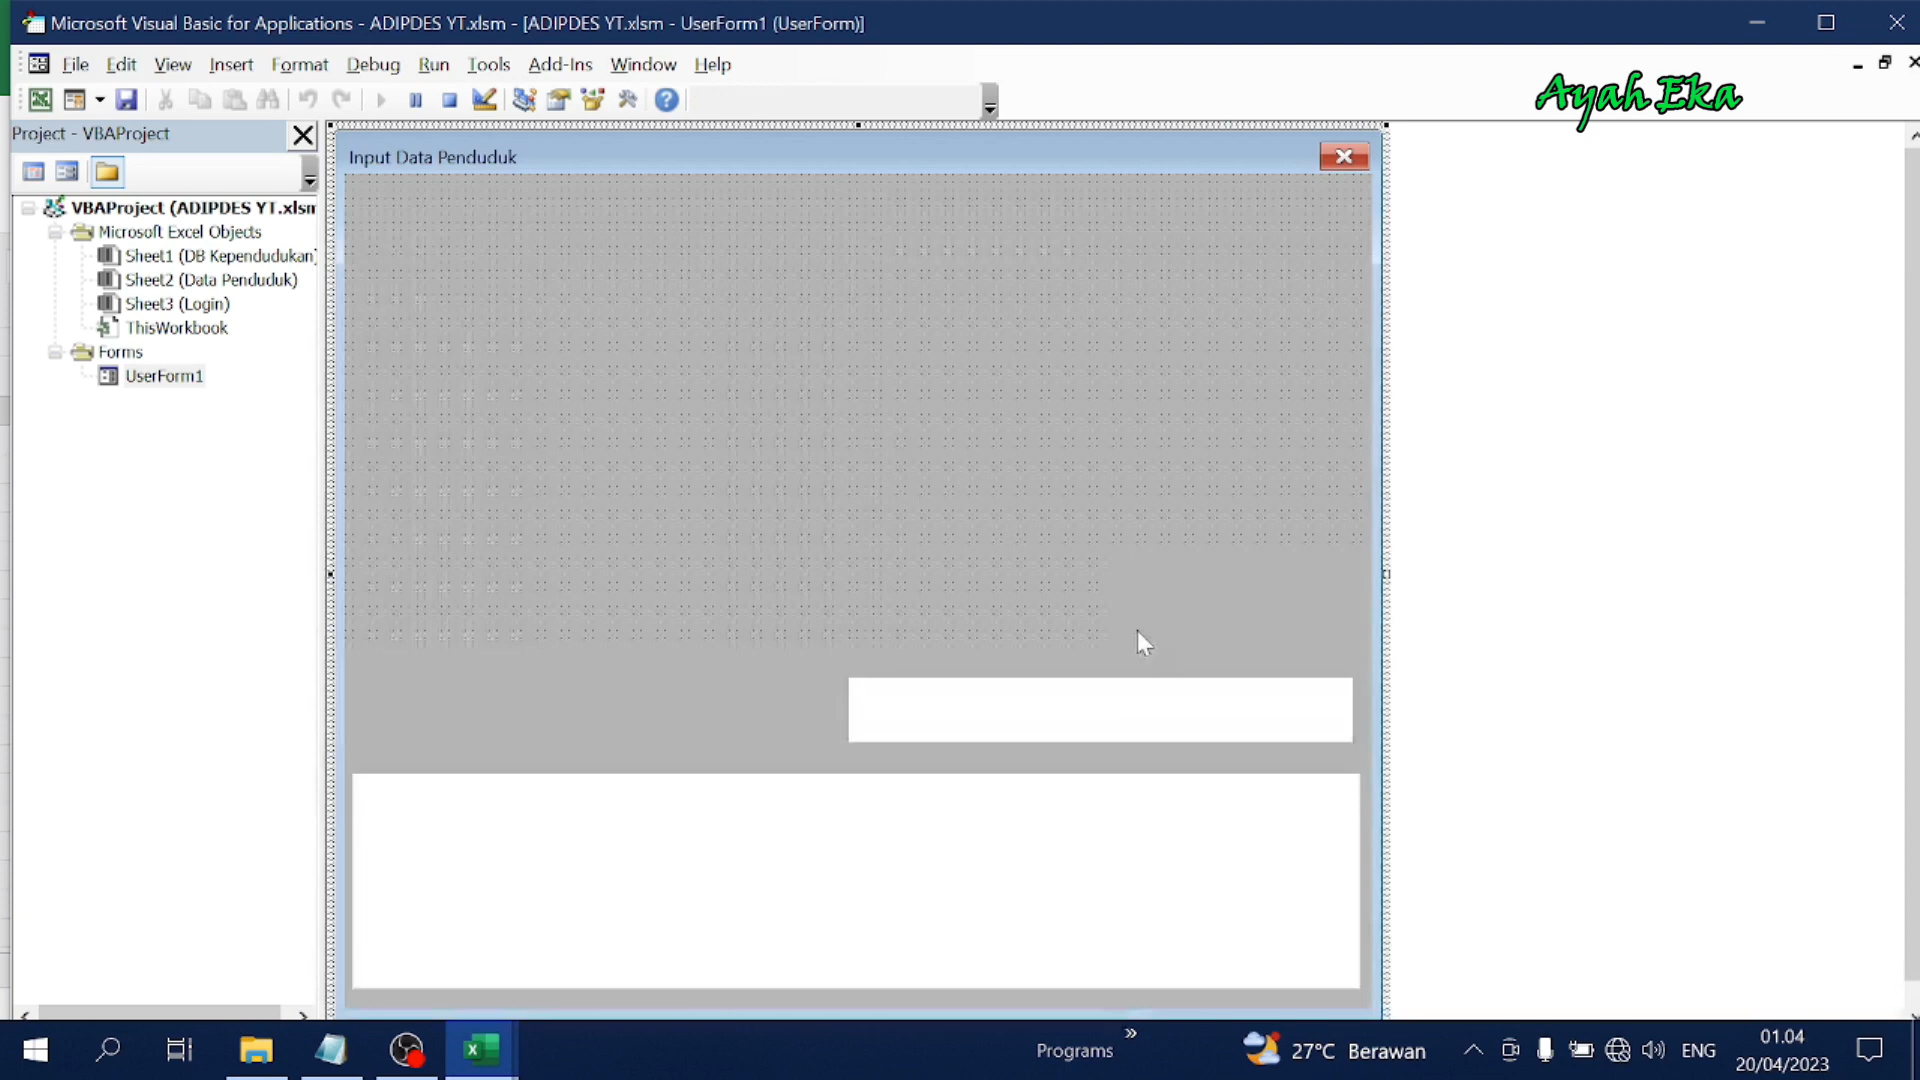 Microsoft Visual Basic for Applications - ADIPDES YT.xlsm - [ADIPDES YT.xlsm - UserForm1 (UserForm)]
File Edit View Insert Format Debug Run Tools Add-Ins Window Help
Ayah Eka
Project - VBAProject
Input Data Penduduk
VBAProject (ADIPDES YT.xlsm
Microsoft Excel Objects
Sheet1 (DB Kependudukan)
Sheet2 (Data Penduduk)
Sheet3 (Login)
ThisWorkbook
Forms
UserForm1
Programs
27°C Berawan
ENG
01.04
20/04/2023